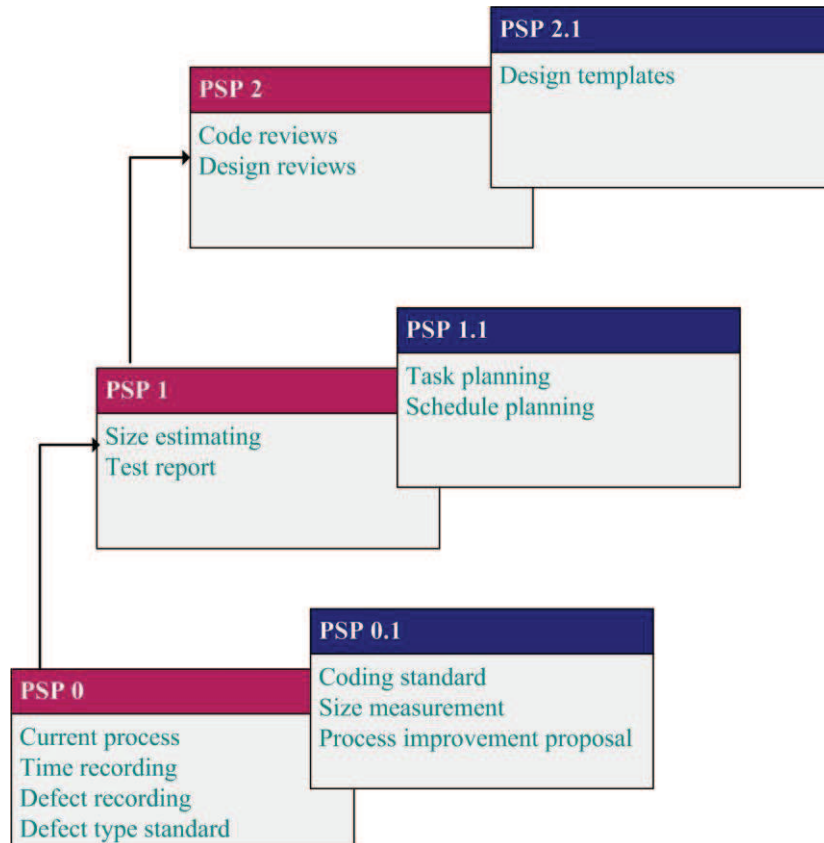 PSP 2.1
Design templates
PSP 2
Code reviews
Design reviews
PSP 1.1
Task planning
Schedule planning
PSP 1
Size estimating
Test report
PSP 0.1
Coding standard
Size measurement
Process improvement proposal
PSP 0
Current process
Time recording
Defect recording
Defect type standard